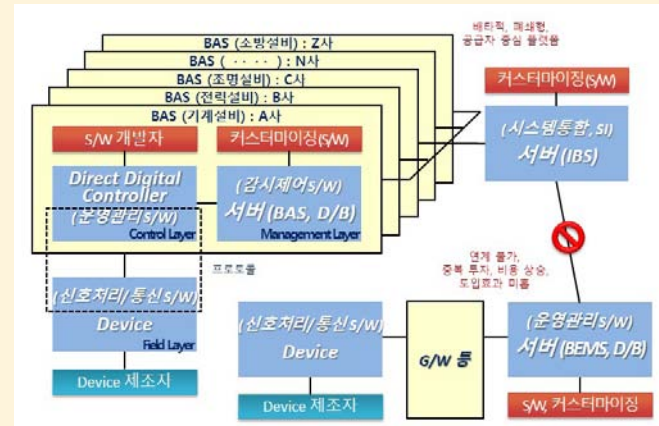 배타적, 폐쇄형,
공급자 중심 플랫폼
BAS (소방설비) : Z사
BAS ( · · · · ) : N사
BAS (조명설비) : C사
BAS (전력설비) : B사
BAS (기계설비) : A사
커스터마이징(S/W)
S/W 개발자
커스터마이징(S/W)
(시스템통합, SI)
서버(IBS)
Direct Digital
Controller
(운영관리 S/W)
Control Layer
(감시제어S/W)
서버(BAS, D/B)
Management Layer
프로토콜
연계 불가,
중복 투자, 비용 상승,
도입효과 미흡
(신호처리/통신 S/W)
Device
Field Layer
Device 제조자
(신호처리/통신 S/W)
Device
Device 제조자
G/W 등
(운영관리 S/W)
서버(BEMS, D/B)
S/W, 커스터마이징